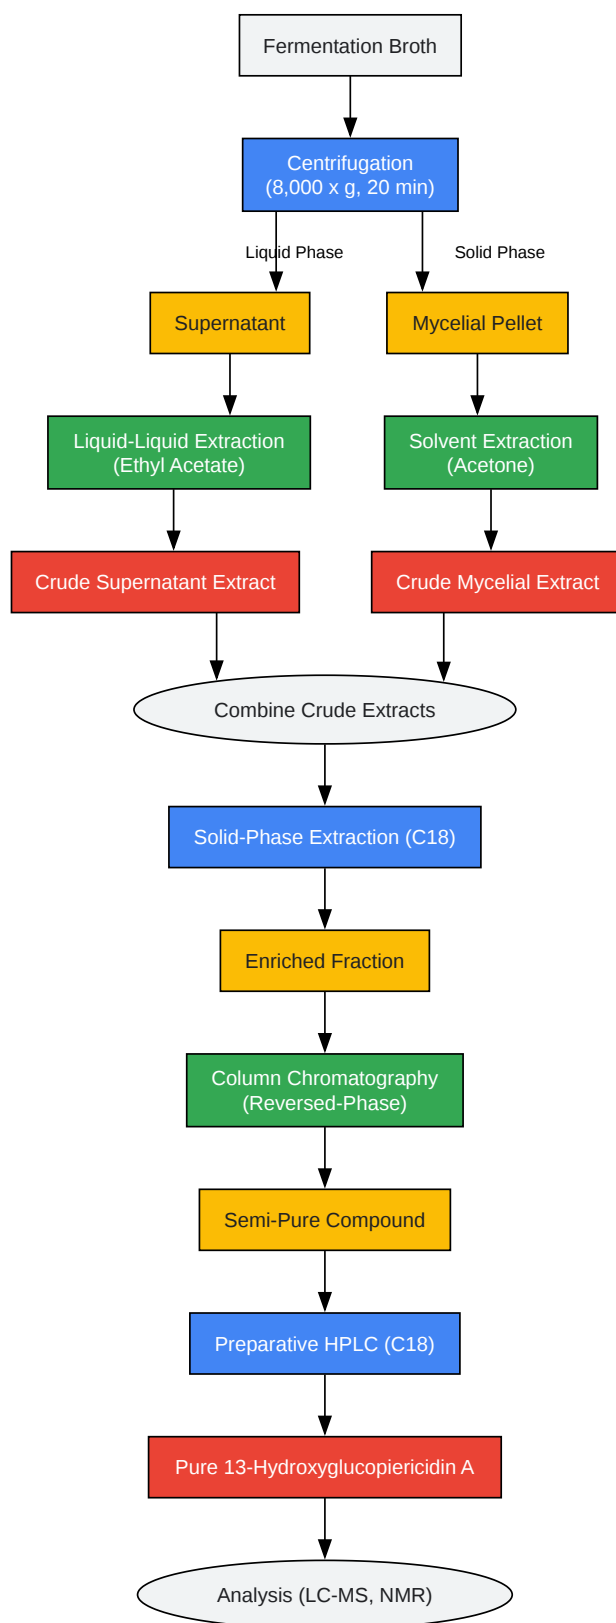 Fermentation Broth
Centrifugation
(8,000 x g, 20 min)
Liquid Phase
Solid Phase
Supernatant
Mycelial Pellet
Liquid-Liquid Extraction
(Ethyl Acetate)
Solvent Extraction
(Acetone)
Crude Supernatant Extract
Crude Mycelial Extract
Combine Crude Extracts
Solid-Phase Extraction (C18)
Enriched Fraction
Column Chromatography
(Reversed-Phase)
Semi-Pure Compound
Preparative HPLC (C18)
Pure 13-Hydroxyglucopiericidin A
Analysis (LC-MS, NMR)